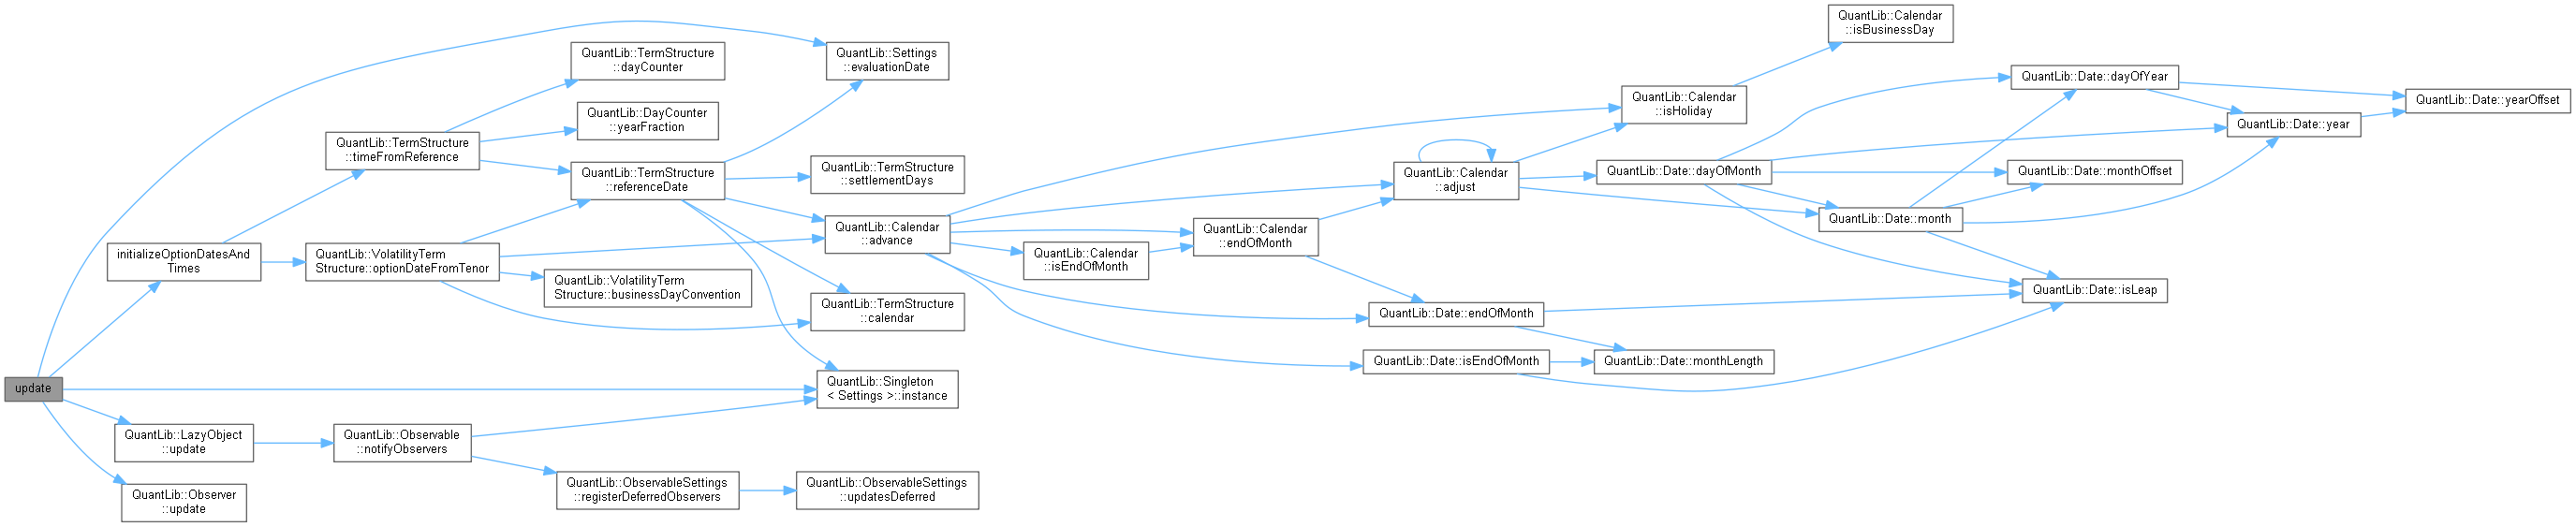 update
initializeOptionDatesAnd
Times
QuantLib::LazyObject
::update
QuantLib::Observer
::update
QuantLib::TermStructure
::timeFromReference
QuantLib::VolatilityTerm
Structure::optionDateFromTenor
QuantLib::Observable
::notifyObservers
QuantLib::TermStructure
::dayCounter
QuantLib::DayCounter
::yearFraction
QuantLib::TermStructure
::referenceDate
QuantLib::VolatilityTerm
Structure::businessDayConvention
QuantLib::ObservableSettings
::registerDeferredObservers
QuantLib::Settings
::evaluationDate
QuantLib::TermStructure
::settlementDays
QuantLib::Calendar
::advance
QuantLib::TermStructure
::calendar
QuantLib::Singleton
< Settings >::instance
QuantLib::ObservableSettings
::updatesDeferred
QuantLib::Calendar
::isEndOfMonth
QuantLib::Calendar
::endOfMonth
QuantLib::Calendar
::adjust
QuantLib::Date::endOfMonth
QuantLib::Date::isEndOfMonth
QuantLib::Calendar
::isHoliday
QuantLib::Date::dayOfMonth
QuantLib::Date::monthLength
QuantLib::Calendar
::isBusinessDay
QuantLib::Date::month
QuantLib::Date::dayOfYear
QuantLib::Date::monthOffset
QuantLib::Date::isLeap
QuantLib::Date::year
QuantLib::Date::yearOffset